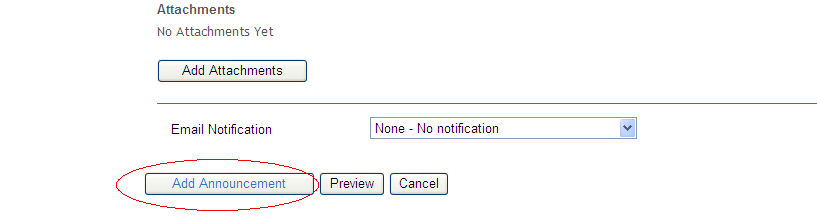 Attachments
No Attachments Yet
Add Attachments
Email Notification None - No notification
Add Announcement Preview Cancel